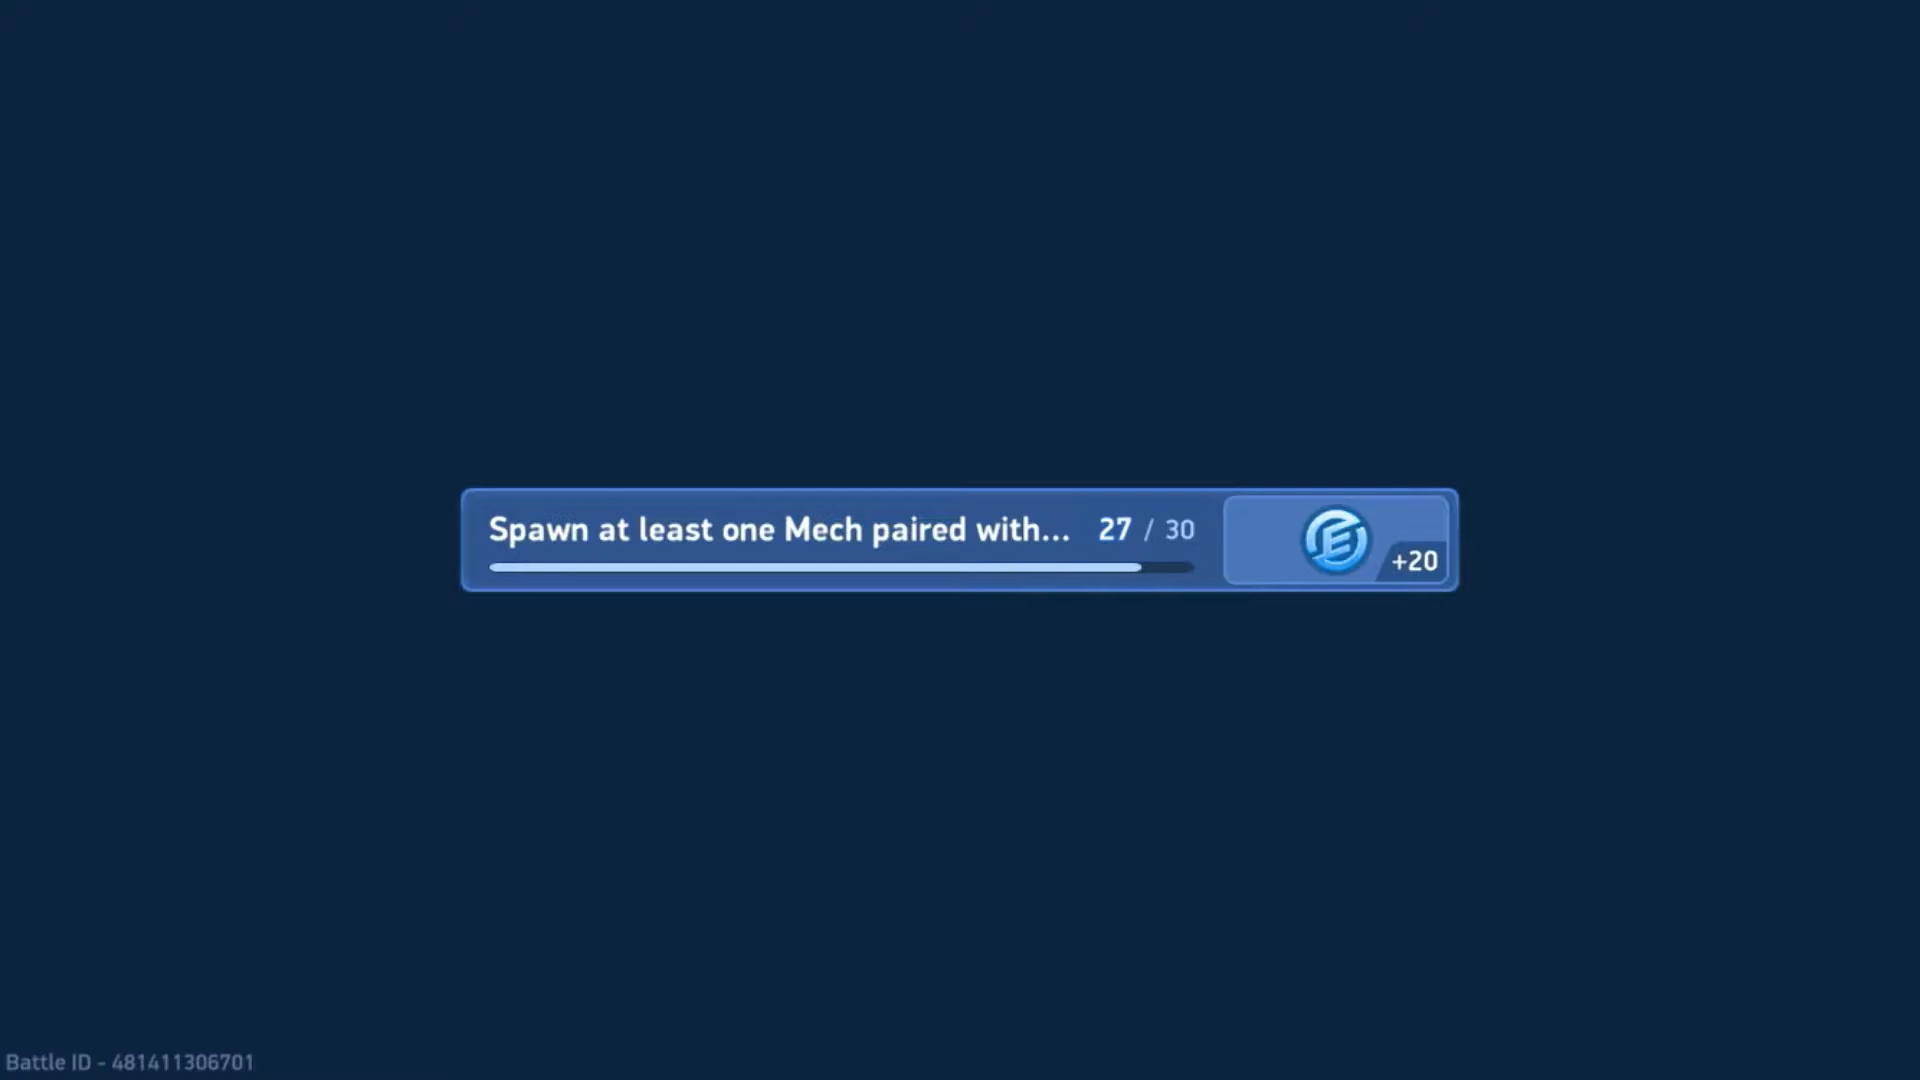 Spawn at least one Mech paired with... 27 / 30
E
+20
Battle ID - 481411306701